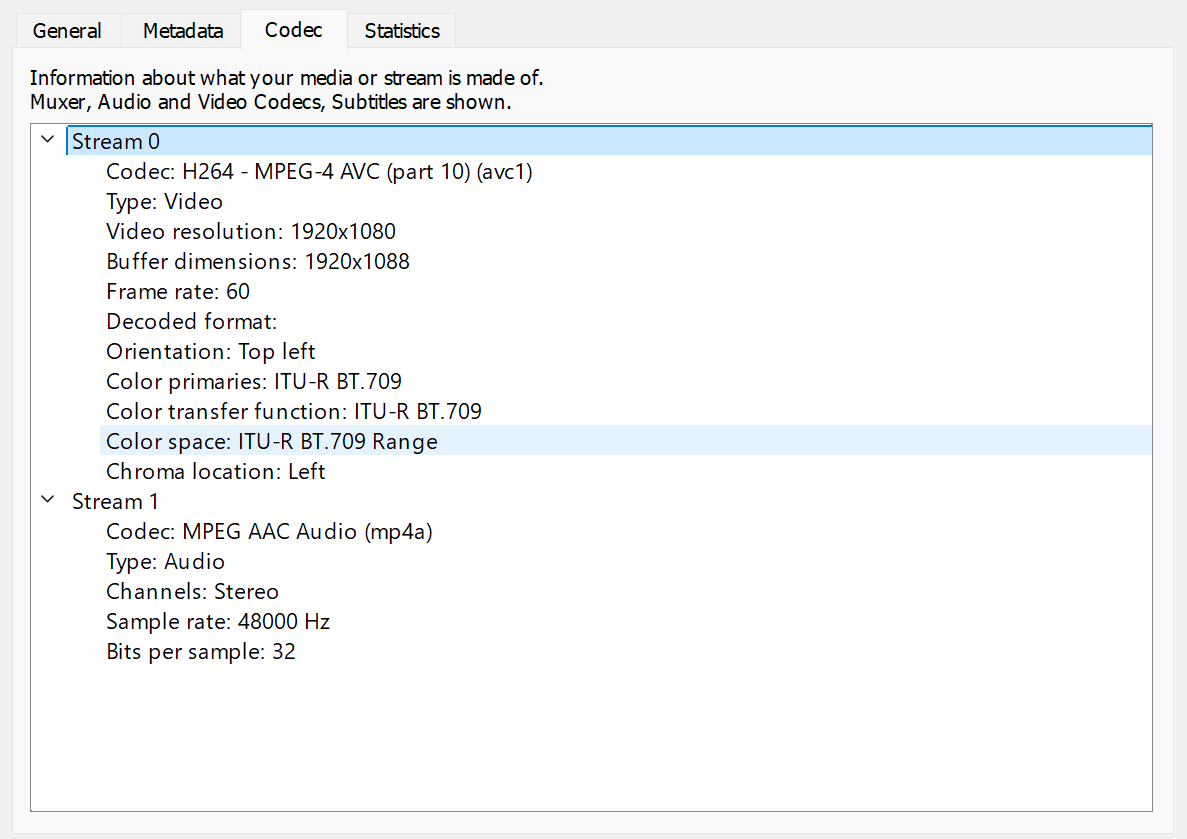 General Metadata Codec Statistics
Information about what your media or stream is made of.
Muxer, Audio and Video Codecs, Subtitles are shown.
Stream 0
Codec: H264 - MPEG-4 AVC (part 10) (avc1)
Type: Video
Video resolution: 1920x1080
Buffer dimensions: 1920x1088
Frame rate: 60
Decoded format:
Orientation: Top left
Color primaries: ITU-R BT.709
Color transfer function: ITU-R BT.709
Color space: ITU-R BT.709 Range
Chroma location: Left
Stream 1
Codec: MPEG AAC Audio (mp4a)
Type: Audio
Channels: Stereo
Sample rate: 48000 Hz
Bits per sample: 32